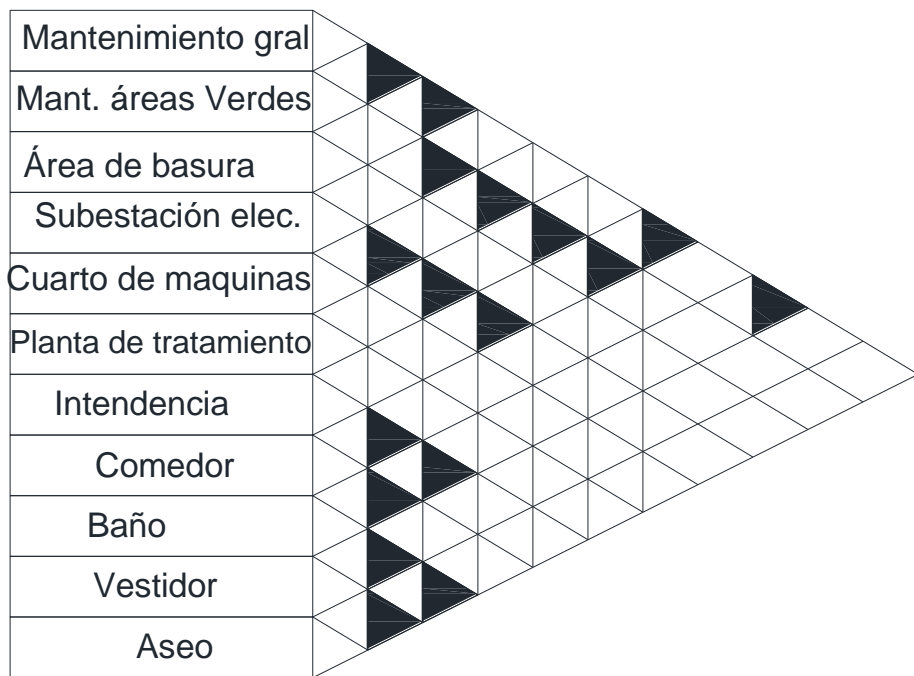 Mantenimiento gral
Mant. áreas Verdes
Área de basura
Subestación elec.
Cuarto de maquinas
Planta de tratamiento
Intendencia
Comedor
Baño
Vestidor
Aseo